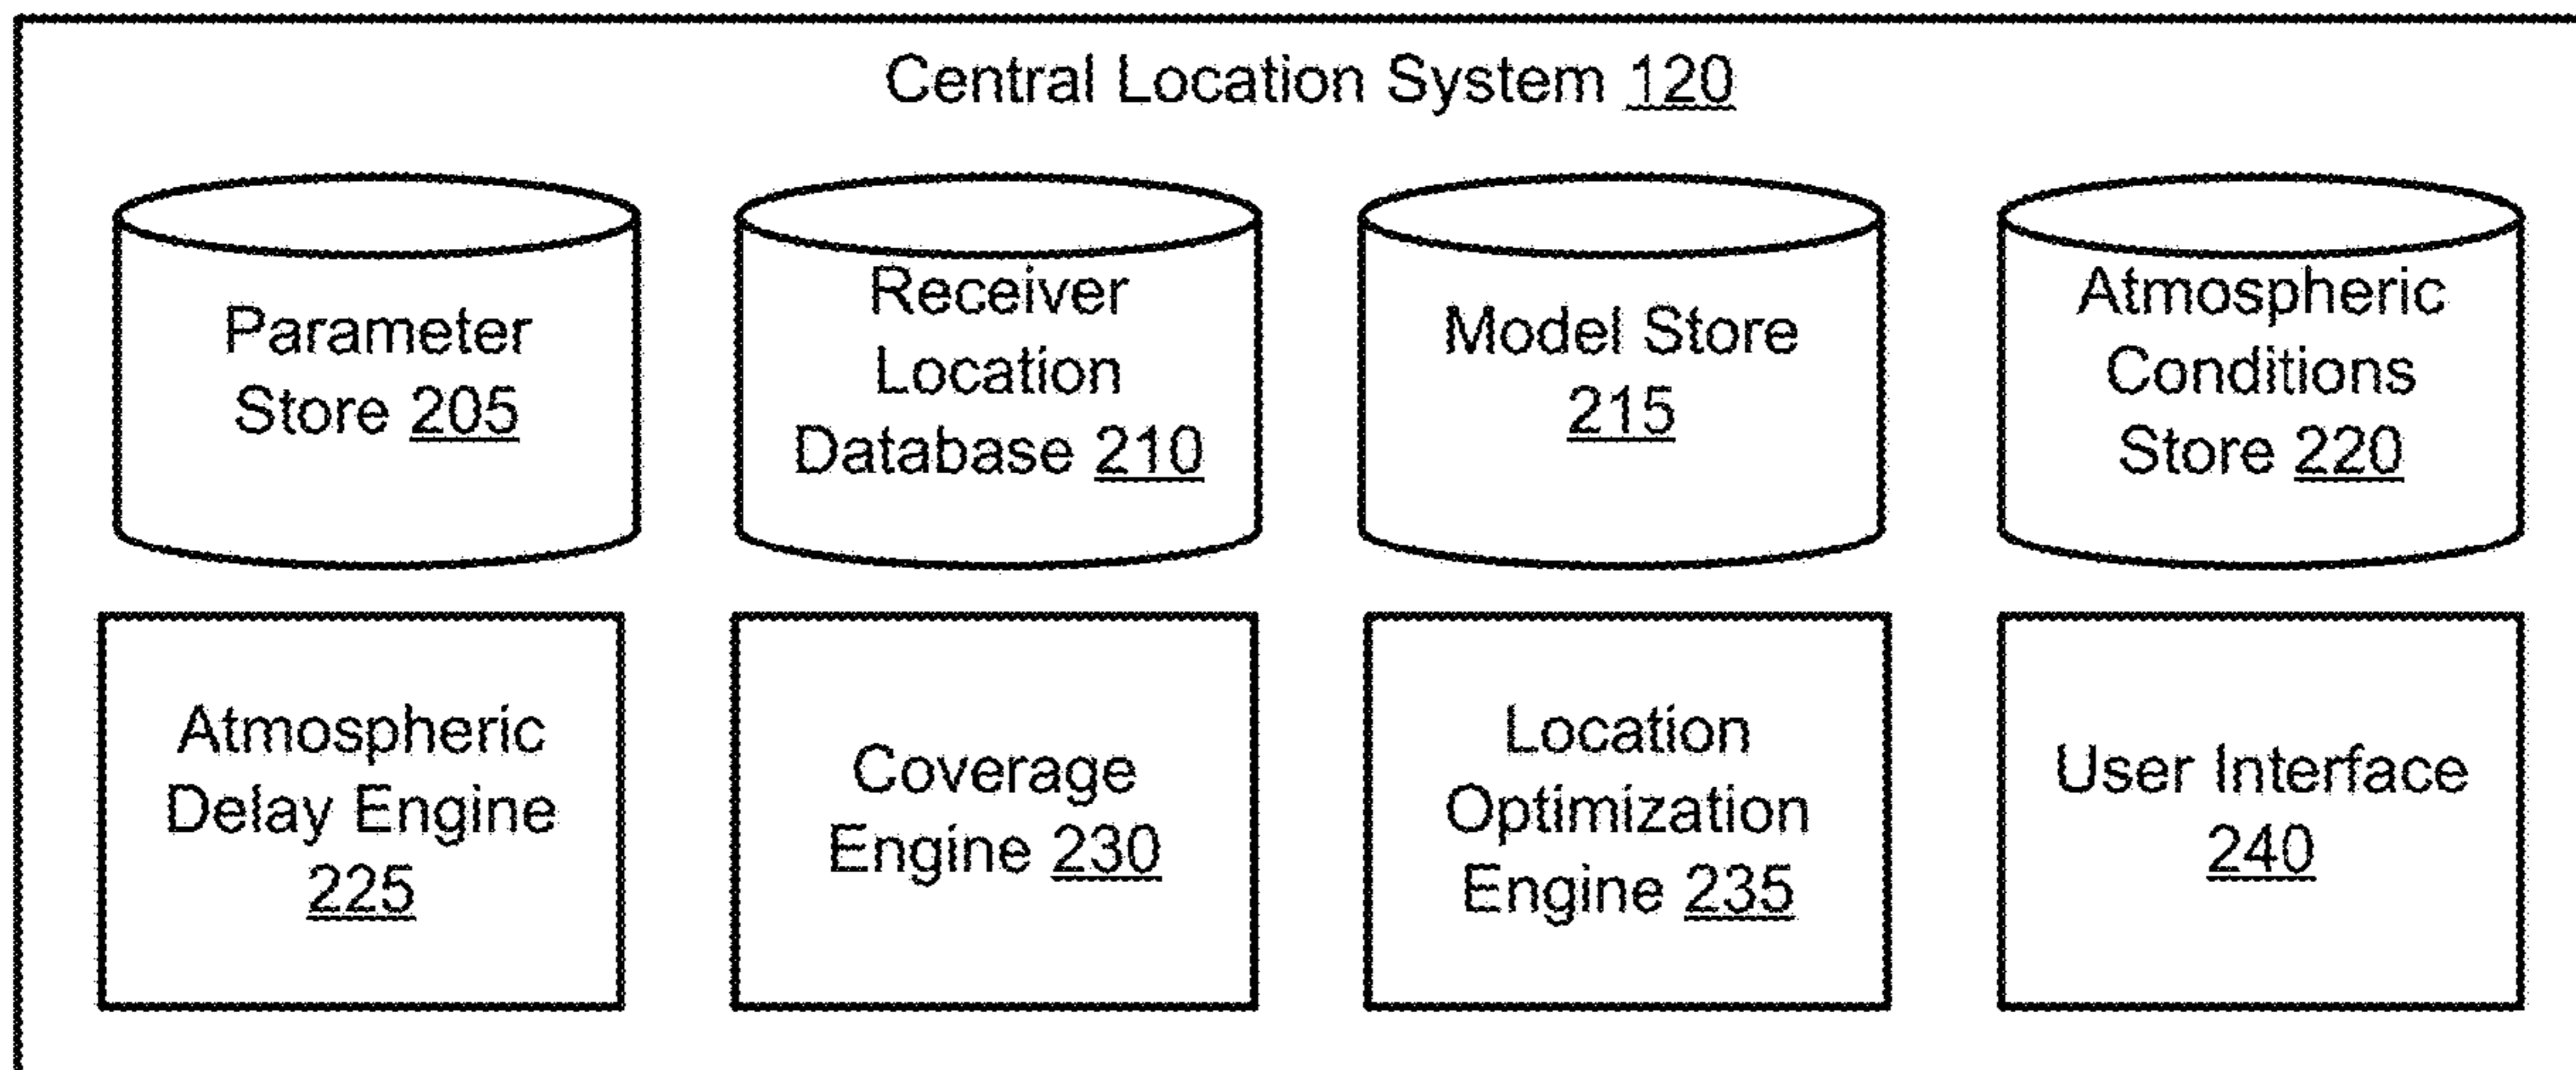 Central Location System 120
Parameter
Store 205
Receiver
Location
Database 210
Model Store
215
Atmospheric
Conditions
Store 220
Atmospheric
Delay Engine
225
Coverage
Engine 230
Location
Optimization
Engine 235
User Interface
240